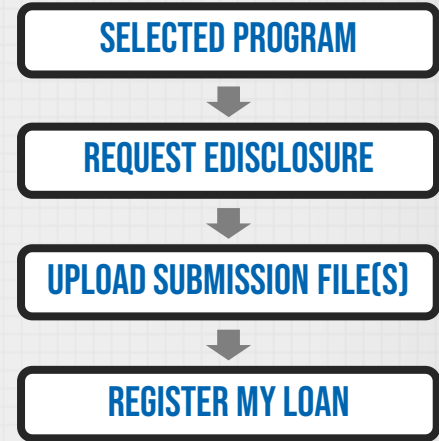 SELECTED PROGRAM
REQUEST EDISCLOSURE
UPLOAD SUBMISSION FILE(S)
REGISTER MY LOAN